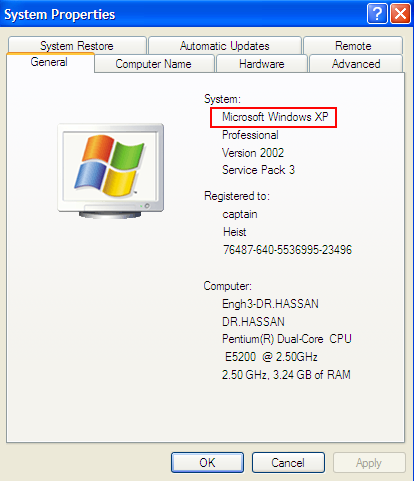 System Properties
System Restore Automatic Updates Remote
General Computer Name Hardware Advanced
System:
Microsoft Windows XP
Professional
Version 2002
Service Pack 3
Registered to:
captain
Heist
76487-640-5536995-23496
Computer:
Engh3-DR.HASSAN
DR.HASSAN
Pentium(R) Dual-Core CPU
E5200 @ 2.50GHz
2.50 GHz, 3.24 GB of RAM
OK Cancel Apply